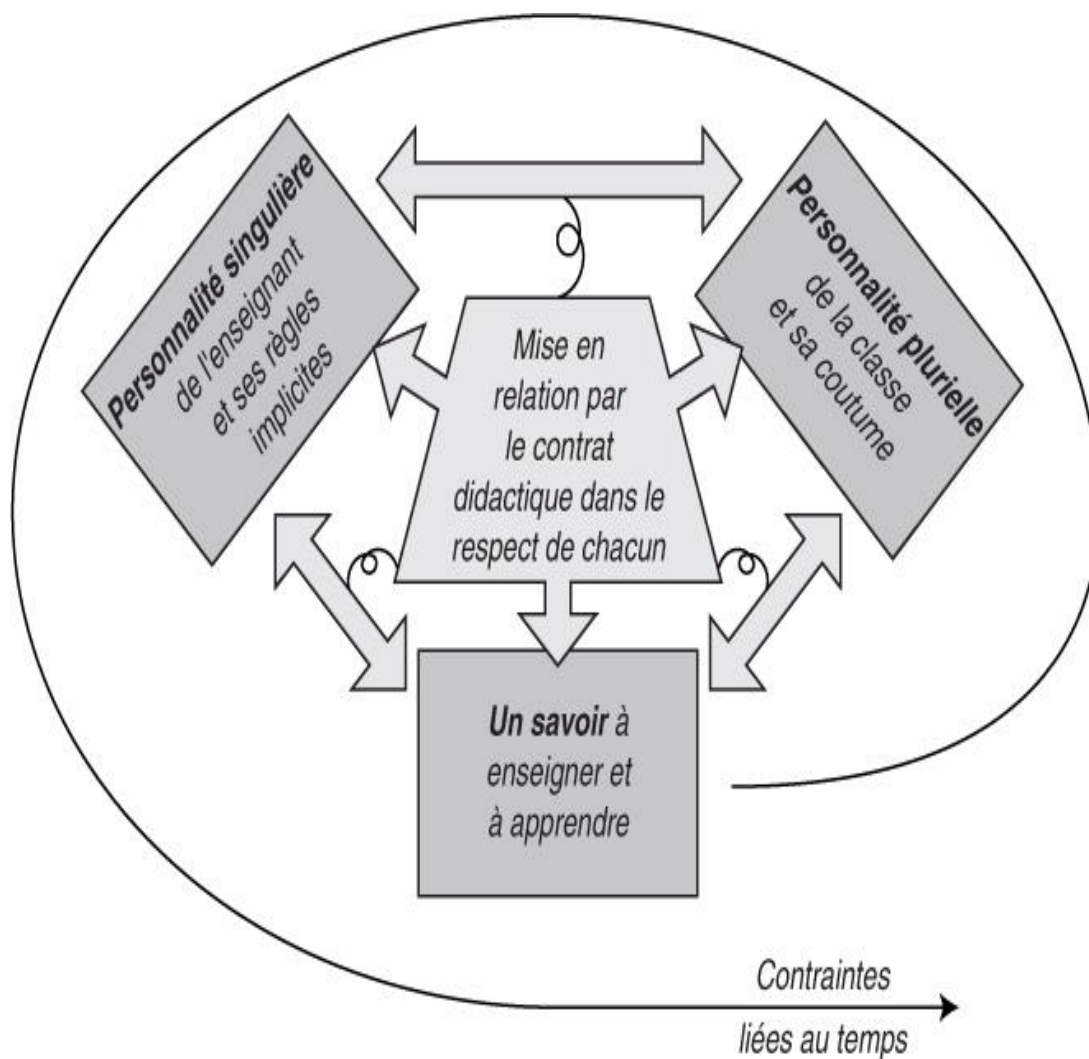 Personnalité singulière
de l'enseignant
et ses règles
implicites
Personnalité plurielle
de la classe
et sa coutume
Mise en
relation par
le contrat
didactique dans le
respect de chacun
Un savoir à
enseigner et
à apprendre
Contraintes
liées au temps